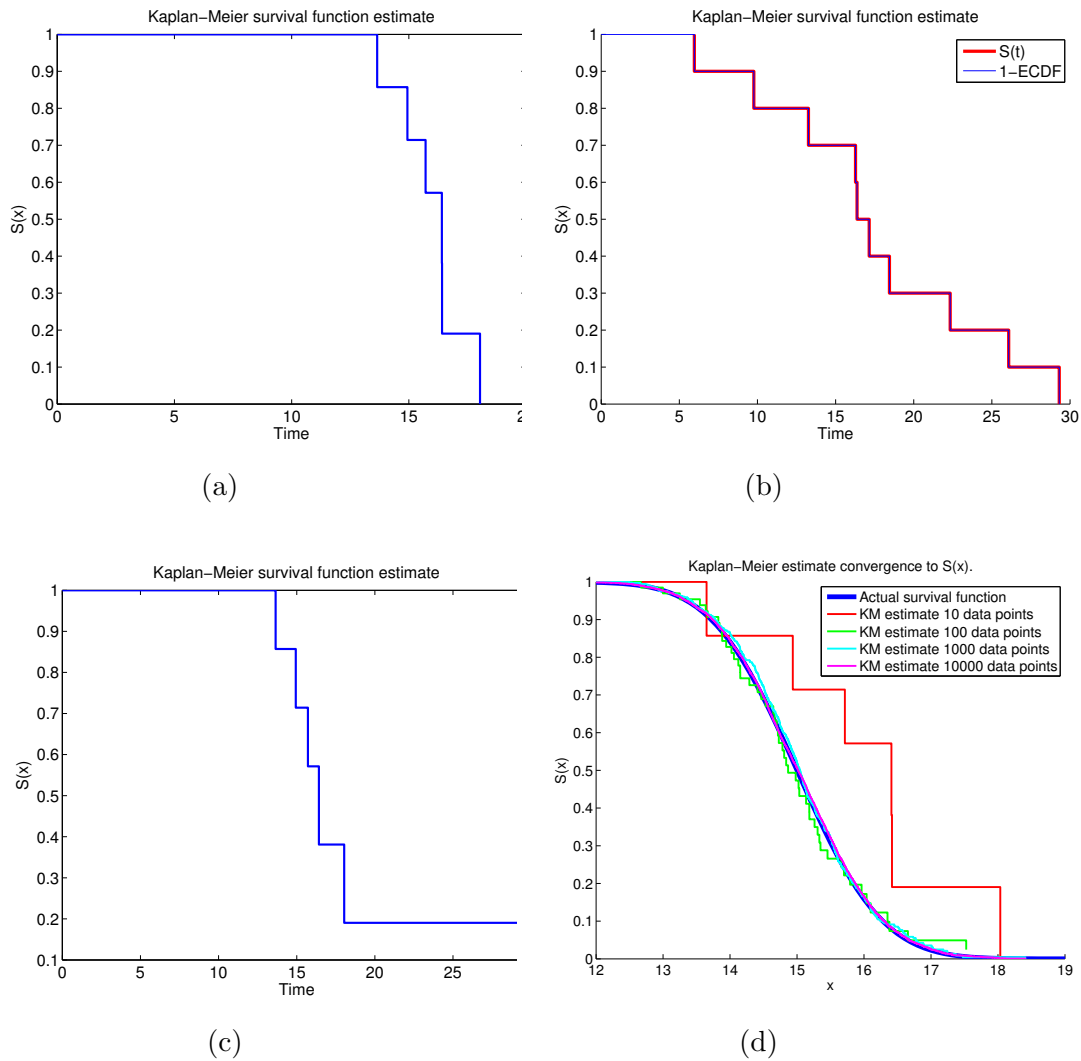 Kaplan−Meier survival function estimate
1
0.9
0.8
0.7
0.6
0.5
0.4
0.3
0.2
0.1
0
S(x)
0 5 10 15 2
Time
(a)
Kaplan−Meier survival function estimate
S(t)
1−ECDF
1
0.9
0.8
0.7
0.6
0.5
0.4
0.3
0.2
0.1
0
S(x)
0 5 10 15 20 25 30
Time
(b)
Kaplan−Meier survival function estimate
1
0.9
0.8
0.7
0.6
0.5
0.4
0.3
0.2
0.1
S(x)
0 5 10 15 20 25
Time
(c)
Kaplan−Meier estimate convergence to S(x).
Actual survival function
KM estimate 10 data points
KM estimate 100 data points
KM estimate 1000 data points
KM estimate 10000 data points
1
0.9
0.8
0.7
0.6
0.5
0.4
0.3
0.2
0.1
0
S(x)
12 13 14 15 16 17 18 19
x
(d)